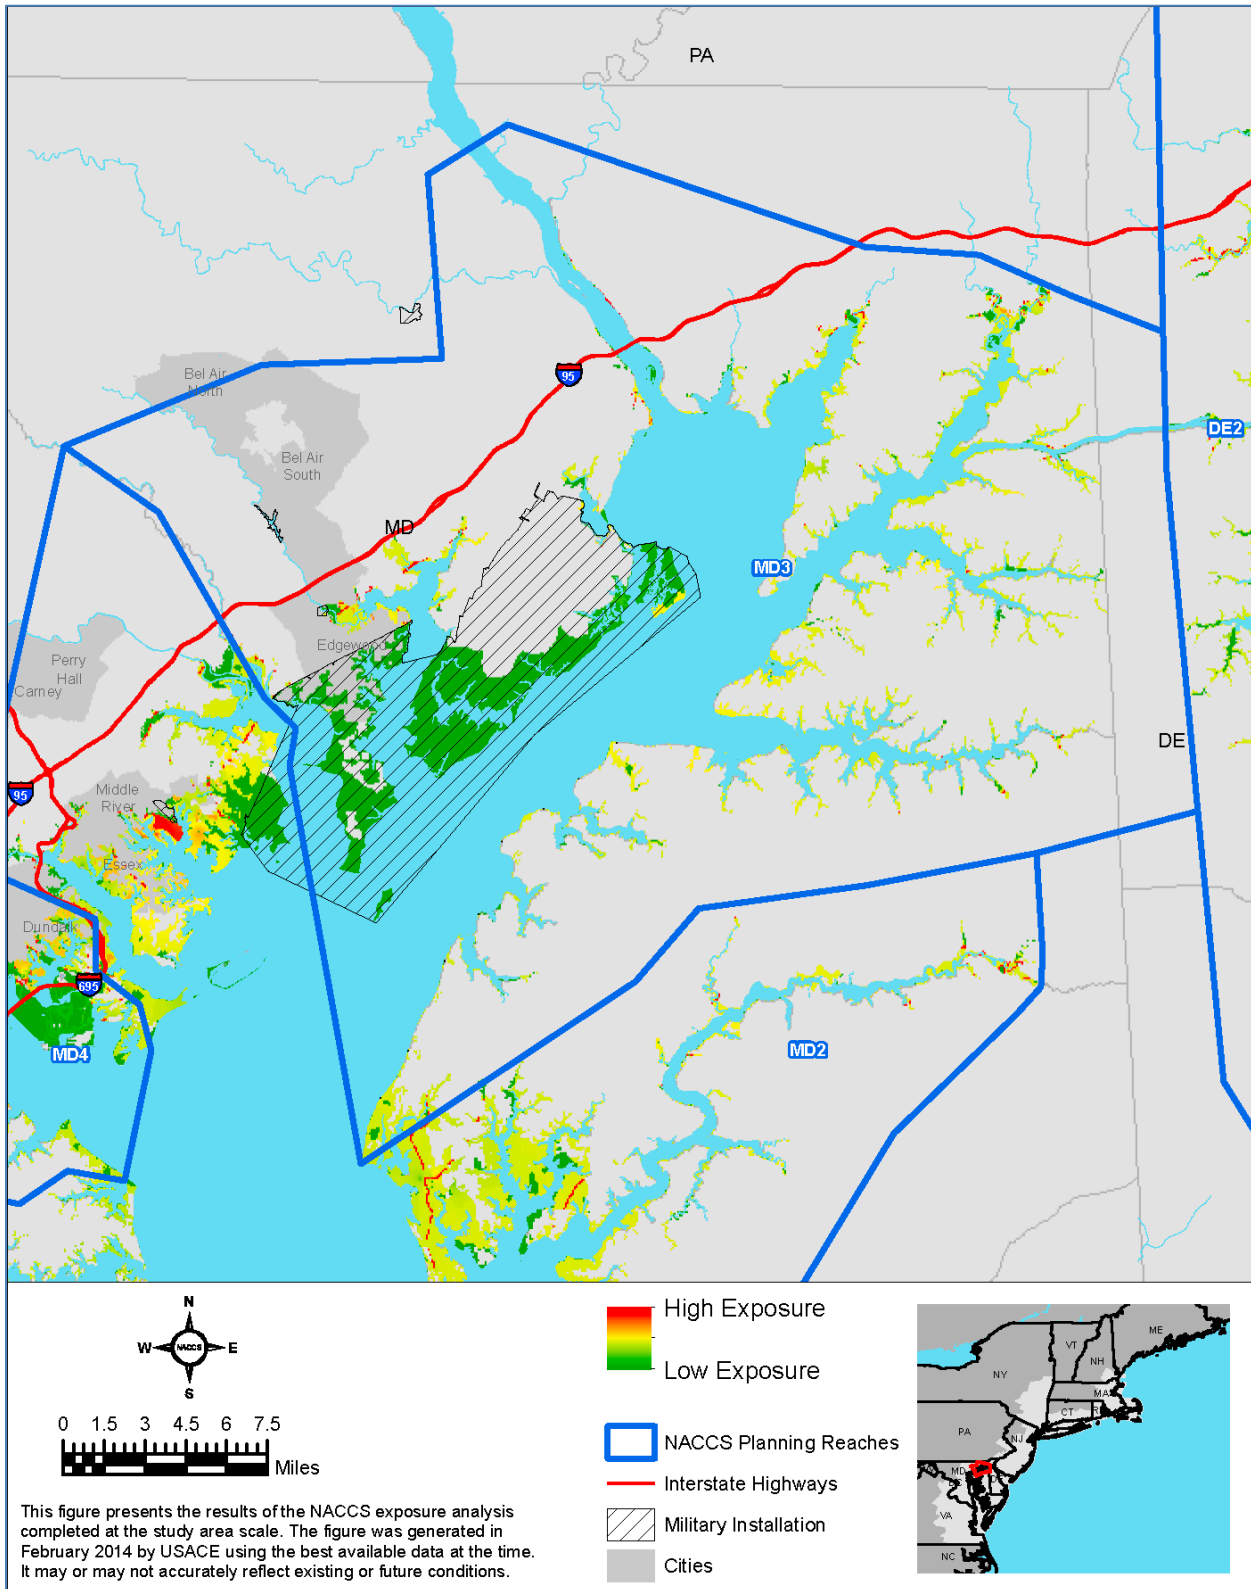 PA
Bel Air
North
95
Bel Air
South
DE2
MD
MD3
Edgewood
Perry
Hall
Carney
DE
Middle
River
95
Essex
Dundalk
695
MD4
MD2
N
W NACCS E
S
0 1.5 3 4.5 6 7.5
Miles
This figure presents the results of the NACCS exposure analysis
completed at the study area scale. The figure was generated in
February 2014 by USACE using the best available data at the time.
It may or may not accurately reflect existing or future conditions.
High Exposure
Low Exposure
NACCS Planning Reaches
Interstate Highways
Military Installation
Cities
ME
VT
NH
NY
MA
CT
PA
NJ
MD
VA
NC